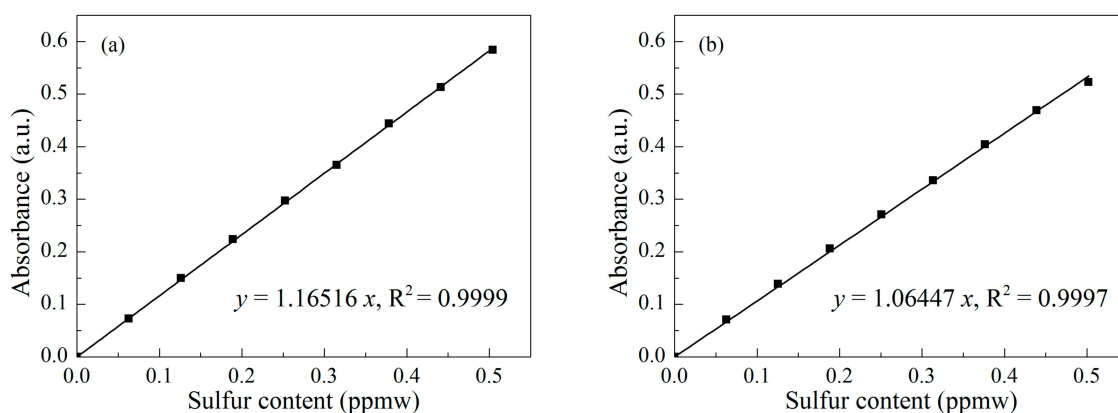 (a)
0.6
0.5
0.4
0.3
0.2
0.1
0.0
Absorbance (a.u.)
y = 1.16516 x, R² = 0.9999
0.0 0.1 0.2 0.3 0.4 0.5
Sulfur content (ppmw)
(b)
0.6
0.5
0.4
0.3
0.2
0.1
0.0
Absorbance (a.u.)
y = 1.06447 x, R² = 0.9997
0.0 0.1 0.2 0.3 0.4 0.5
Sulfur content (ppmw)